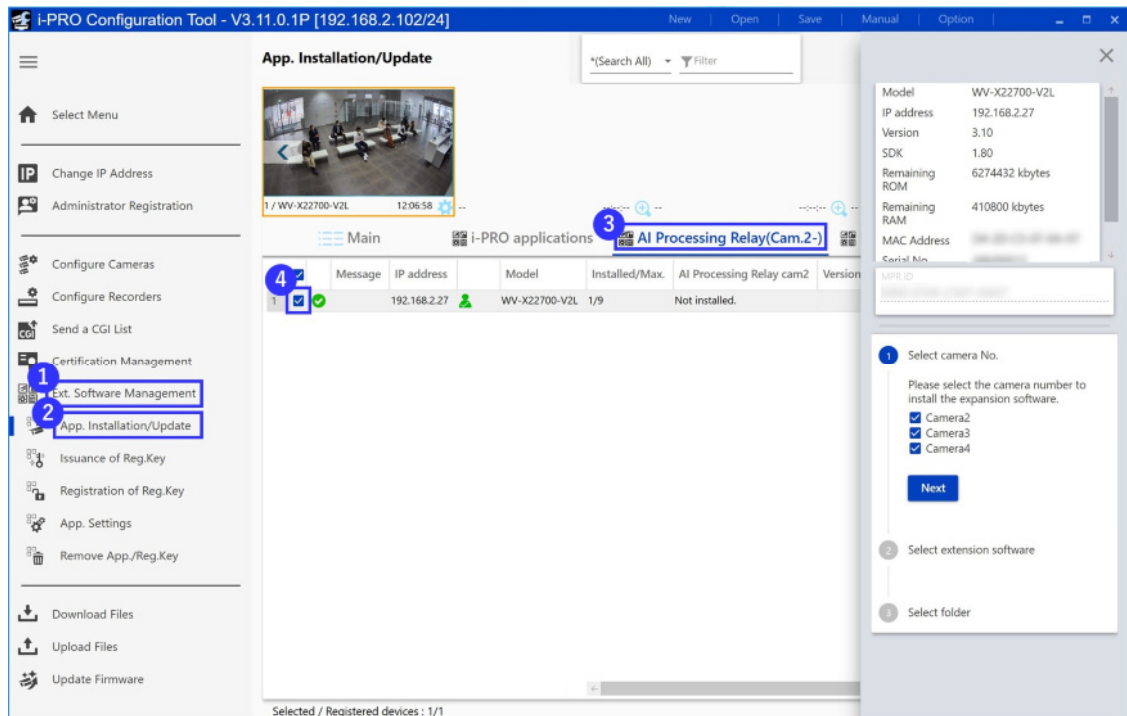 i-PRO Configuration Tool - V3.11.0.1P [192.168.2.102/24]
New | Open | Save | Manual | Option |
Select Menu
Change IP Address
Administrator Registration
Configure Cameras
Configure Recorders
Send a CGI List
Certification Management
1
Ext. Software Management
2
App. Installation/Update
Issuance of Reg.Key
Registration of Reg.Key
App. Settings
Remove App./Reg.Key
Download Files
Upload Files
Update Firmware
App. Installation/Update
*(Search All) Filter
1 / WV-X22700-V2L 12:06:58 --
--:--:-- --
--:--:-- --
3
Main i-PRO applications AI Processing Relay(Cam.2-)
4
Message IP address Model Installed/Max. AI Processing Relay cam2 Version
1 192.168.2.27 WV-X22700-V2L 1/9 Not installed.
Selected / Registered devices : 1/1
Model WV-X22700-V2L
IP address 192.168.2.27
Version 3.10
SDK 1.80
Remaining ROM 6274432 kbytes
Remaining RAM 410800 kbytes
MAC Address
Serial No.
MPR ID
1 Select camera No.
Please select the camera number to
install the expansion software.
Camera2
Camera3
Camera4
Next
2 Select extension software
3 Select folder